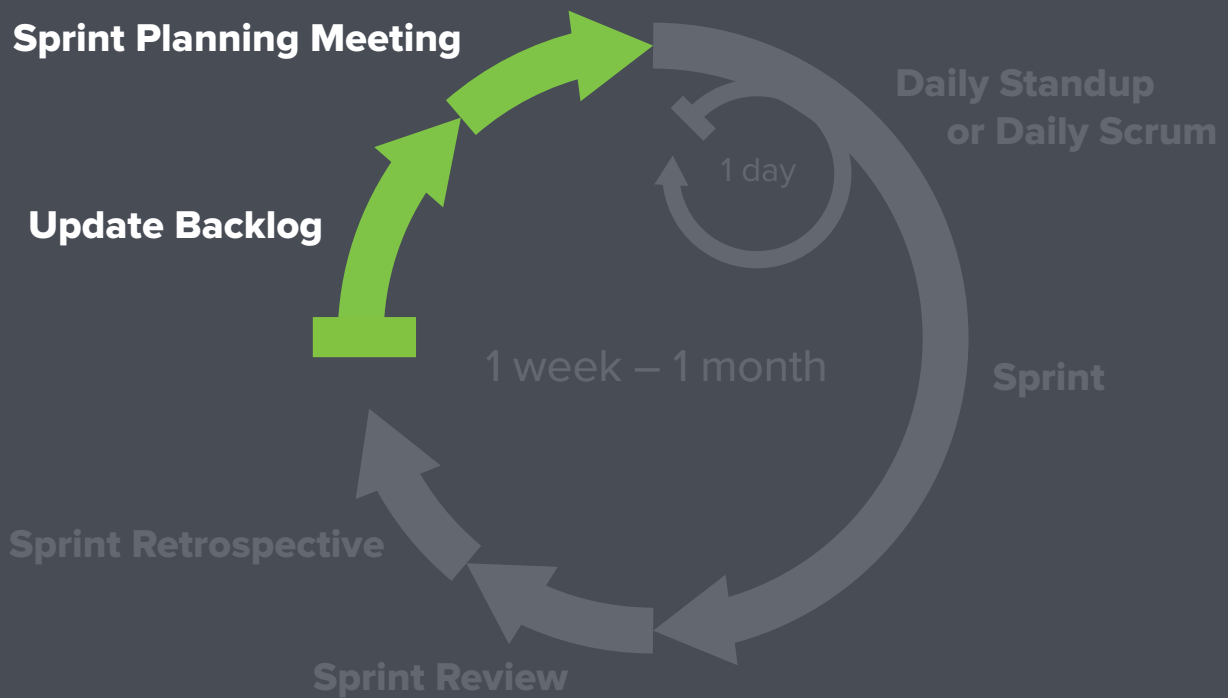 Sprint Planning Meeting
Daily Standup
or Daily Scrum
1 day
Update Backlog
1 week – 1 month
Sprint
Sprint Retrospective
Sprint Review